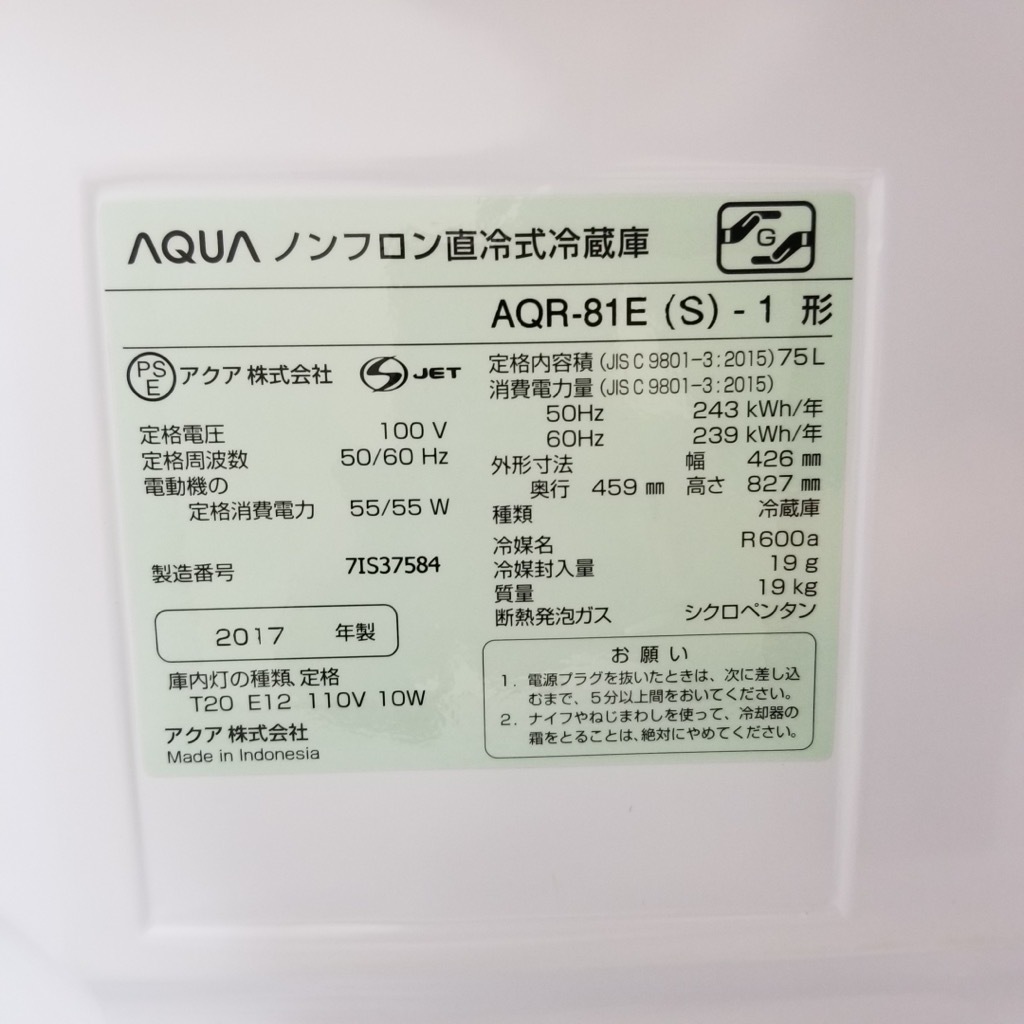 AQUA ノンフロン直冷式冷蔵庫
G
AQR-81E (S) - 1 形
PS E アクア 株式会社 S JET
定格電圧 100 V
定格周波数 50/60 Hz
電動機の
定格消費電力 55/55 W
製造番号 7IS37584
2017 年製
庫内灯の種類、定格
T20 E12 110V 10W
アクア 株式会社
Made in Indonesia
定格内容積 (JIS C 9801-3:2015) 75 L
消費電力量 (JIS C 9801-3:2015)
50Hz 243 kWh/年
60Hz 239 kWh/年
外形寸法 幅 426 mm
奥行 459 mm 高さ 827 mm
種類 冷蔵庫
冷媒名 R600a
冷媒封入量 19 g
質量 19 kg
断熱発泡ガス シクロペンタン
お 願 い
1. 電源プラグを抜いたときは、次に差し込
むまで、5分以上間をおいてください。
2. ナイフやねじまわしを使って、冷却器の
霜をとることは、絶対にやめてください。